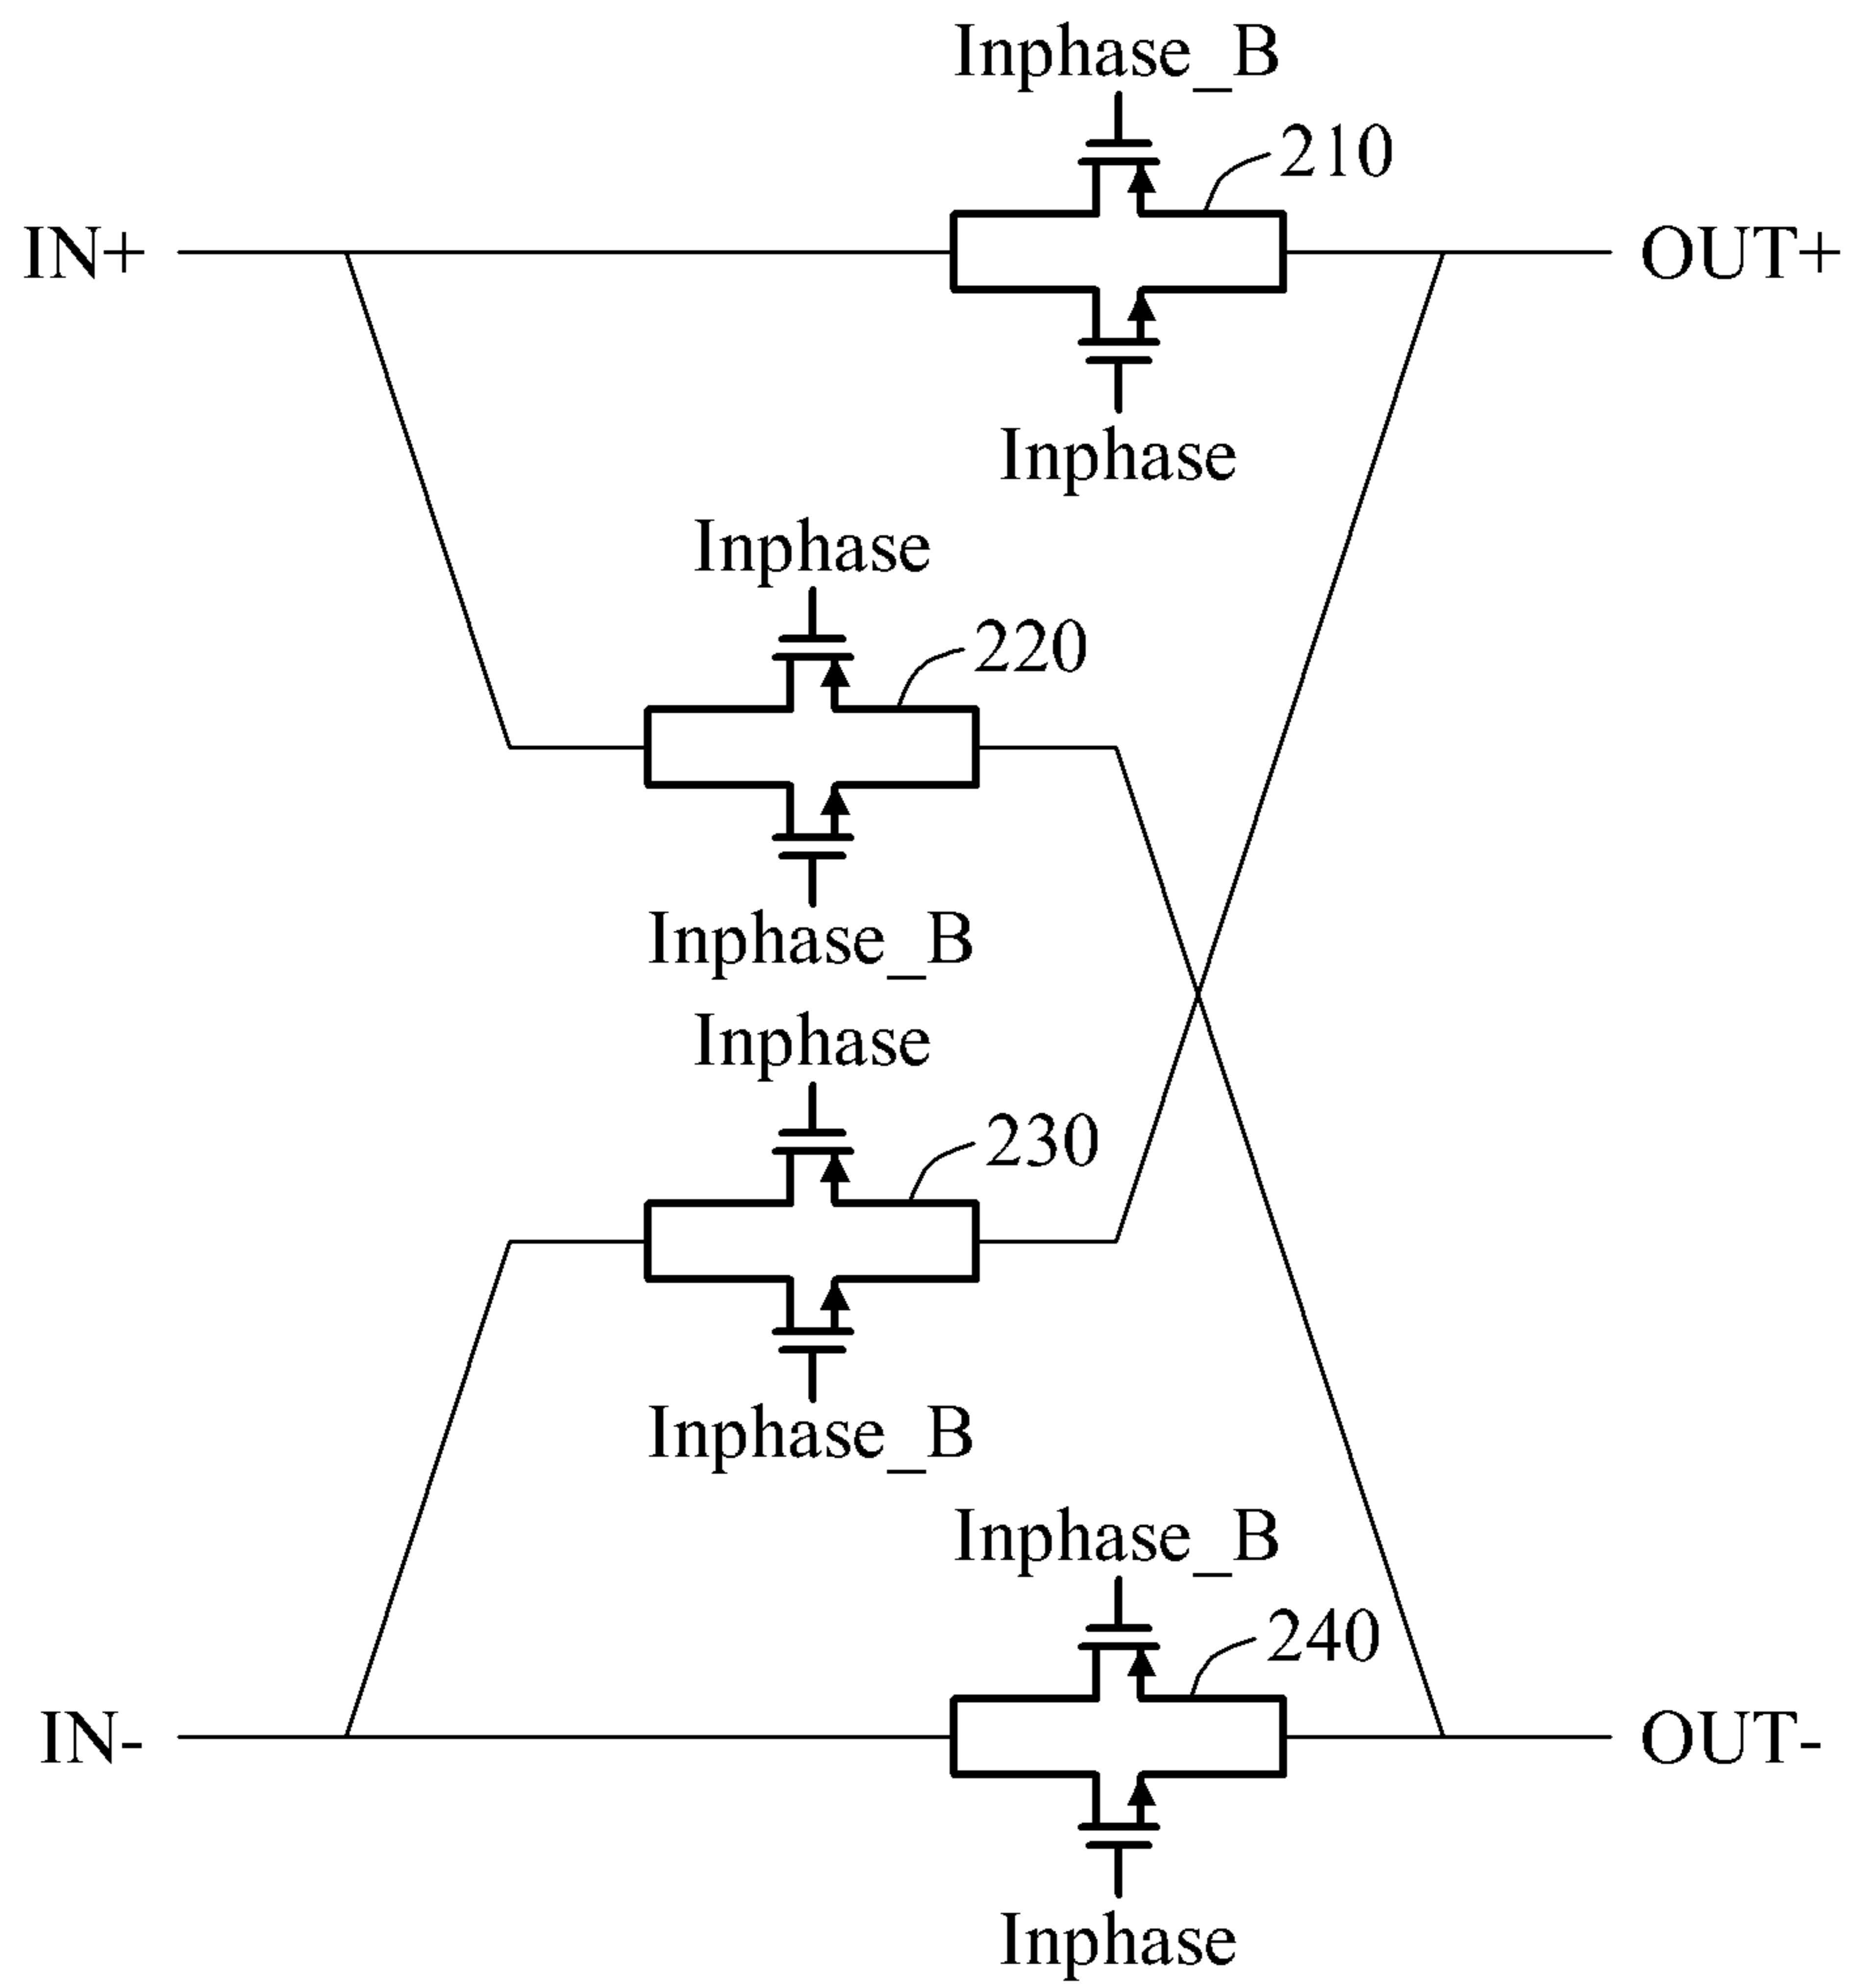 Inphase_B
210
IN+
OUT+
Inphase
Inphase
220
Inphase_B
Inphase
230
Inphase_B
Inphase_B
240
IN-
OUT-
Inphase